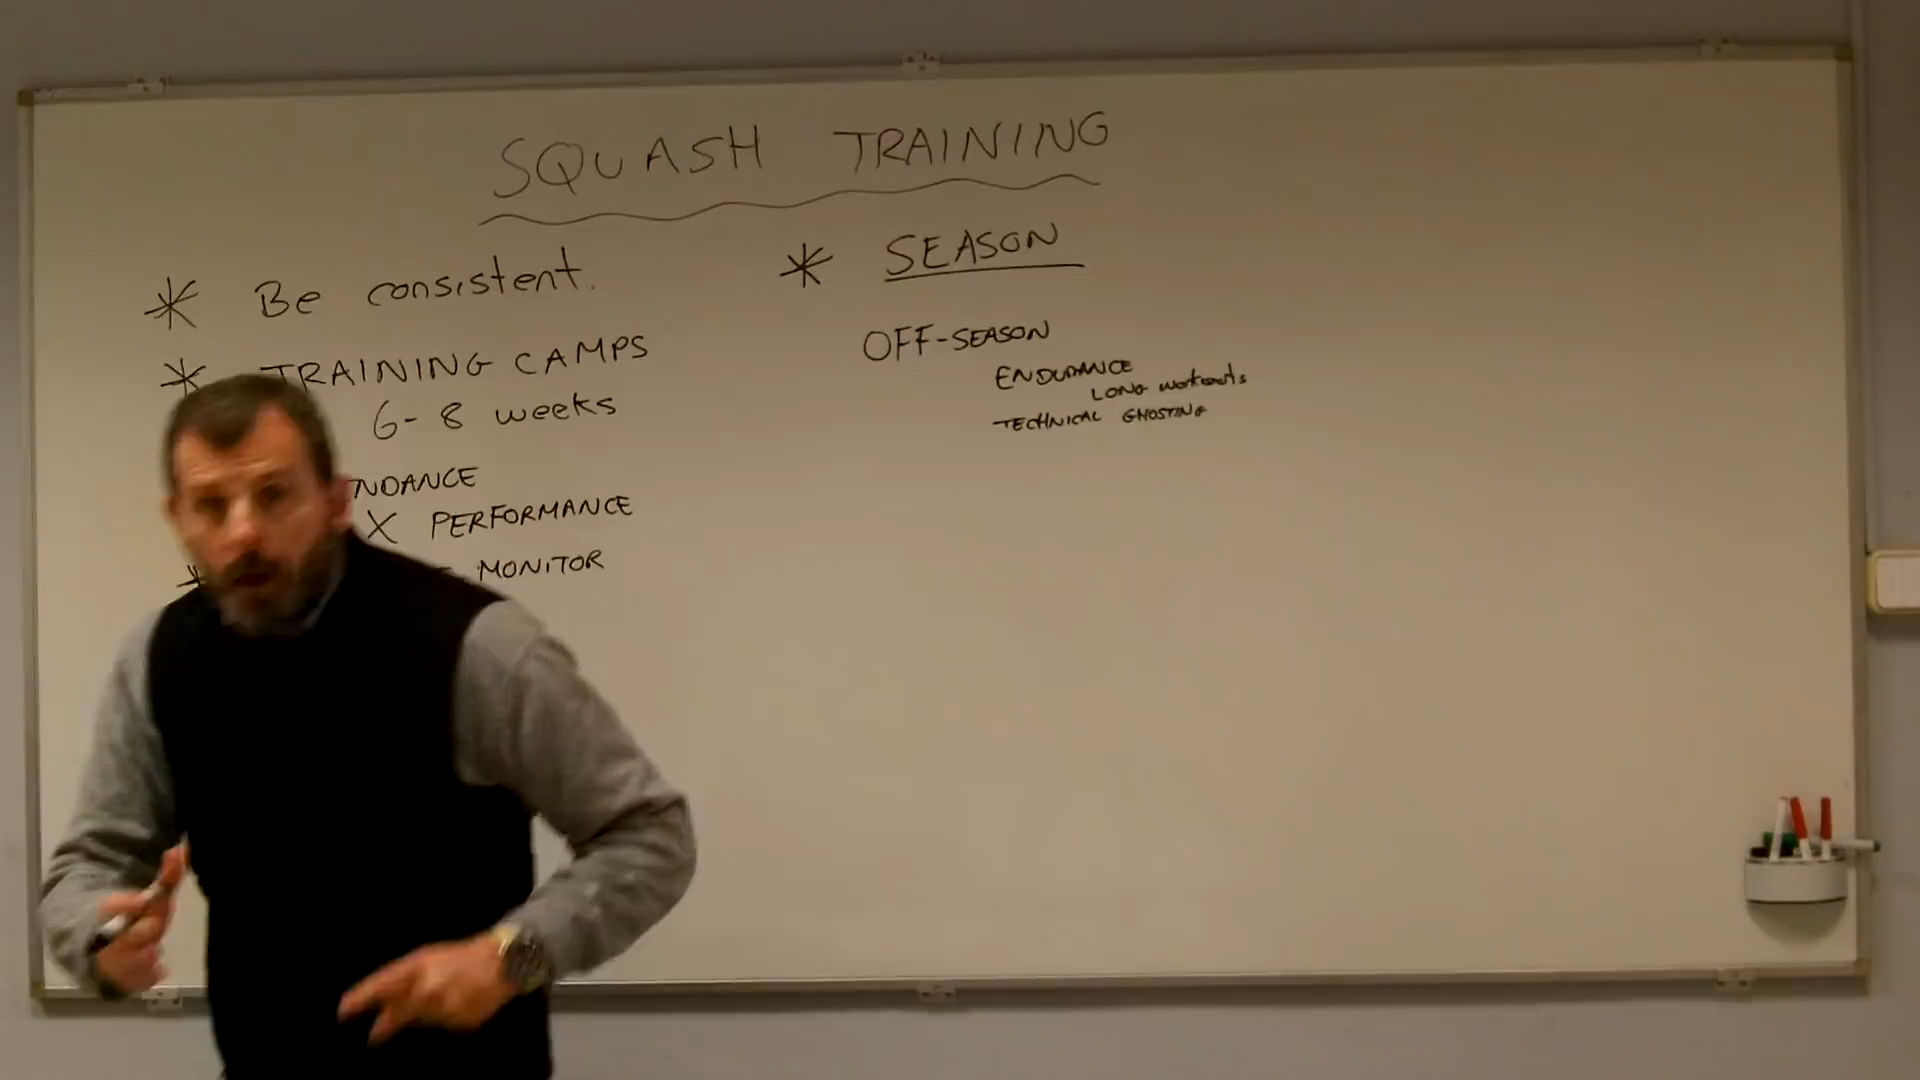 SQUASH TRAINING
* Be consistent.
* TRAINING CAMPS
6-8 weeks
NDANCE
X PERFORMANCE
* MONITOR
* SEASON
OFF-SEASON
ENDURANCE
LONG workouts
TECHNICAL GHOSTING